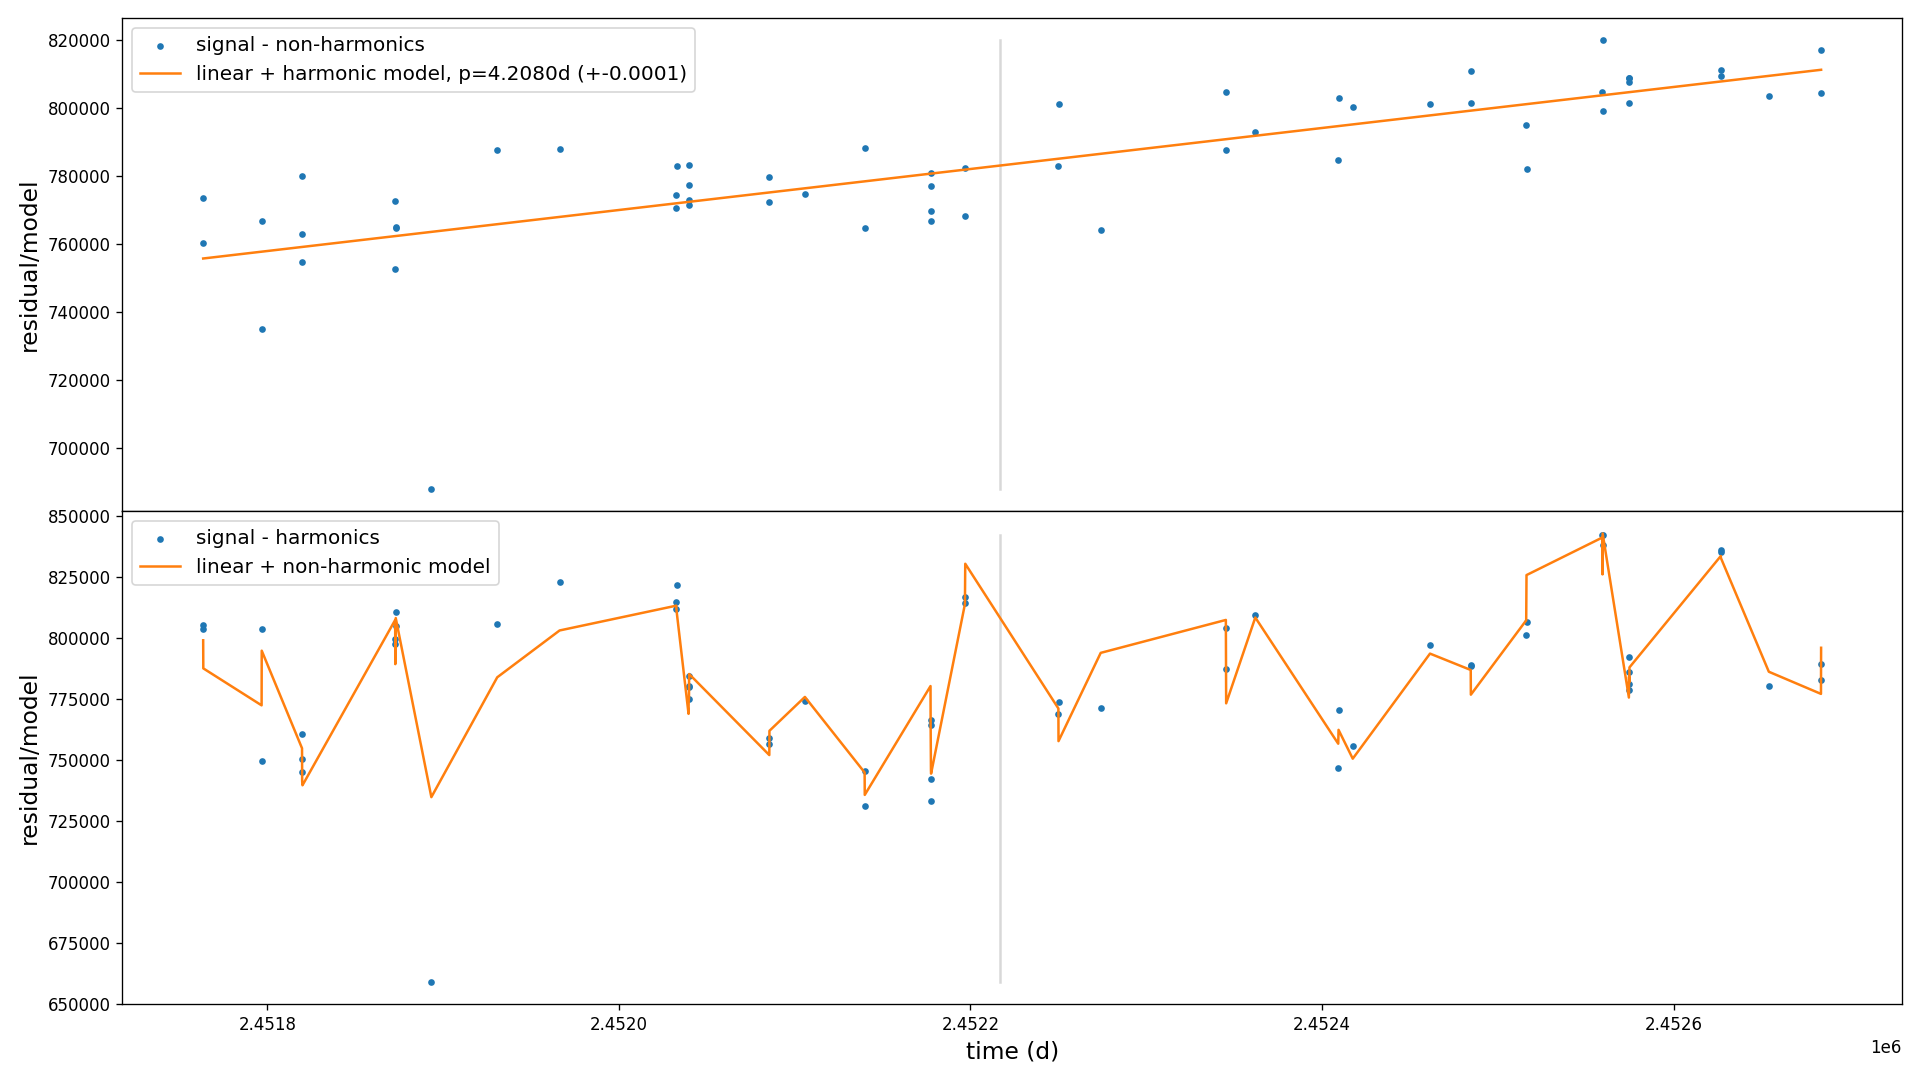 820000
800000
780000
760000
740000
720000
700000
residual/model
signal - non-harmonics
linear + harmonic model, p=4.2080d (+-0.0001)
850000
825000
800000
775000
750000
725000
700000
675000
650000
residual/model
signal - harmonics
linear + non-harmonic model
2.4518 2.4520 2.4522 2.4524 2.4526
1e6
time (d)